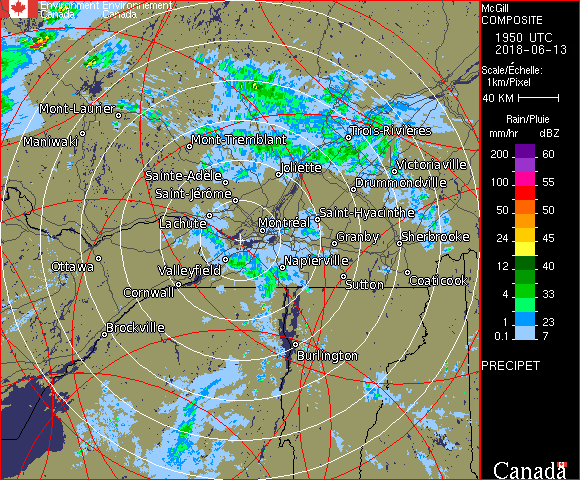 Environment Environnement
Canada Canada
McGill
COMPOSITE
1950 UTC
2018-06-13
Scale/Échelle:
1km/Pixel
40 KM
Rain/Pluie
mm/hr dBZ
200 60
100 55
50 50
24 45
12 40
4 33
1 23
0.1 7
PRECIPET
Canada
Mont-Laurier
Maniwaki
Mont-Tremblant
Trois-Rivières
Victoriaville
Joliette
Sainte-Adèle
Drummondville
Saint-Jérôme
Saint-Hyacinthe
Lachute
Montréal
Granby
Sherbrooke
Ottawa
Valleyfield
Napierville
Sutton
Coaticook
Cornwall
Brockville
Burlington